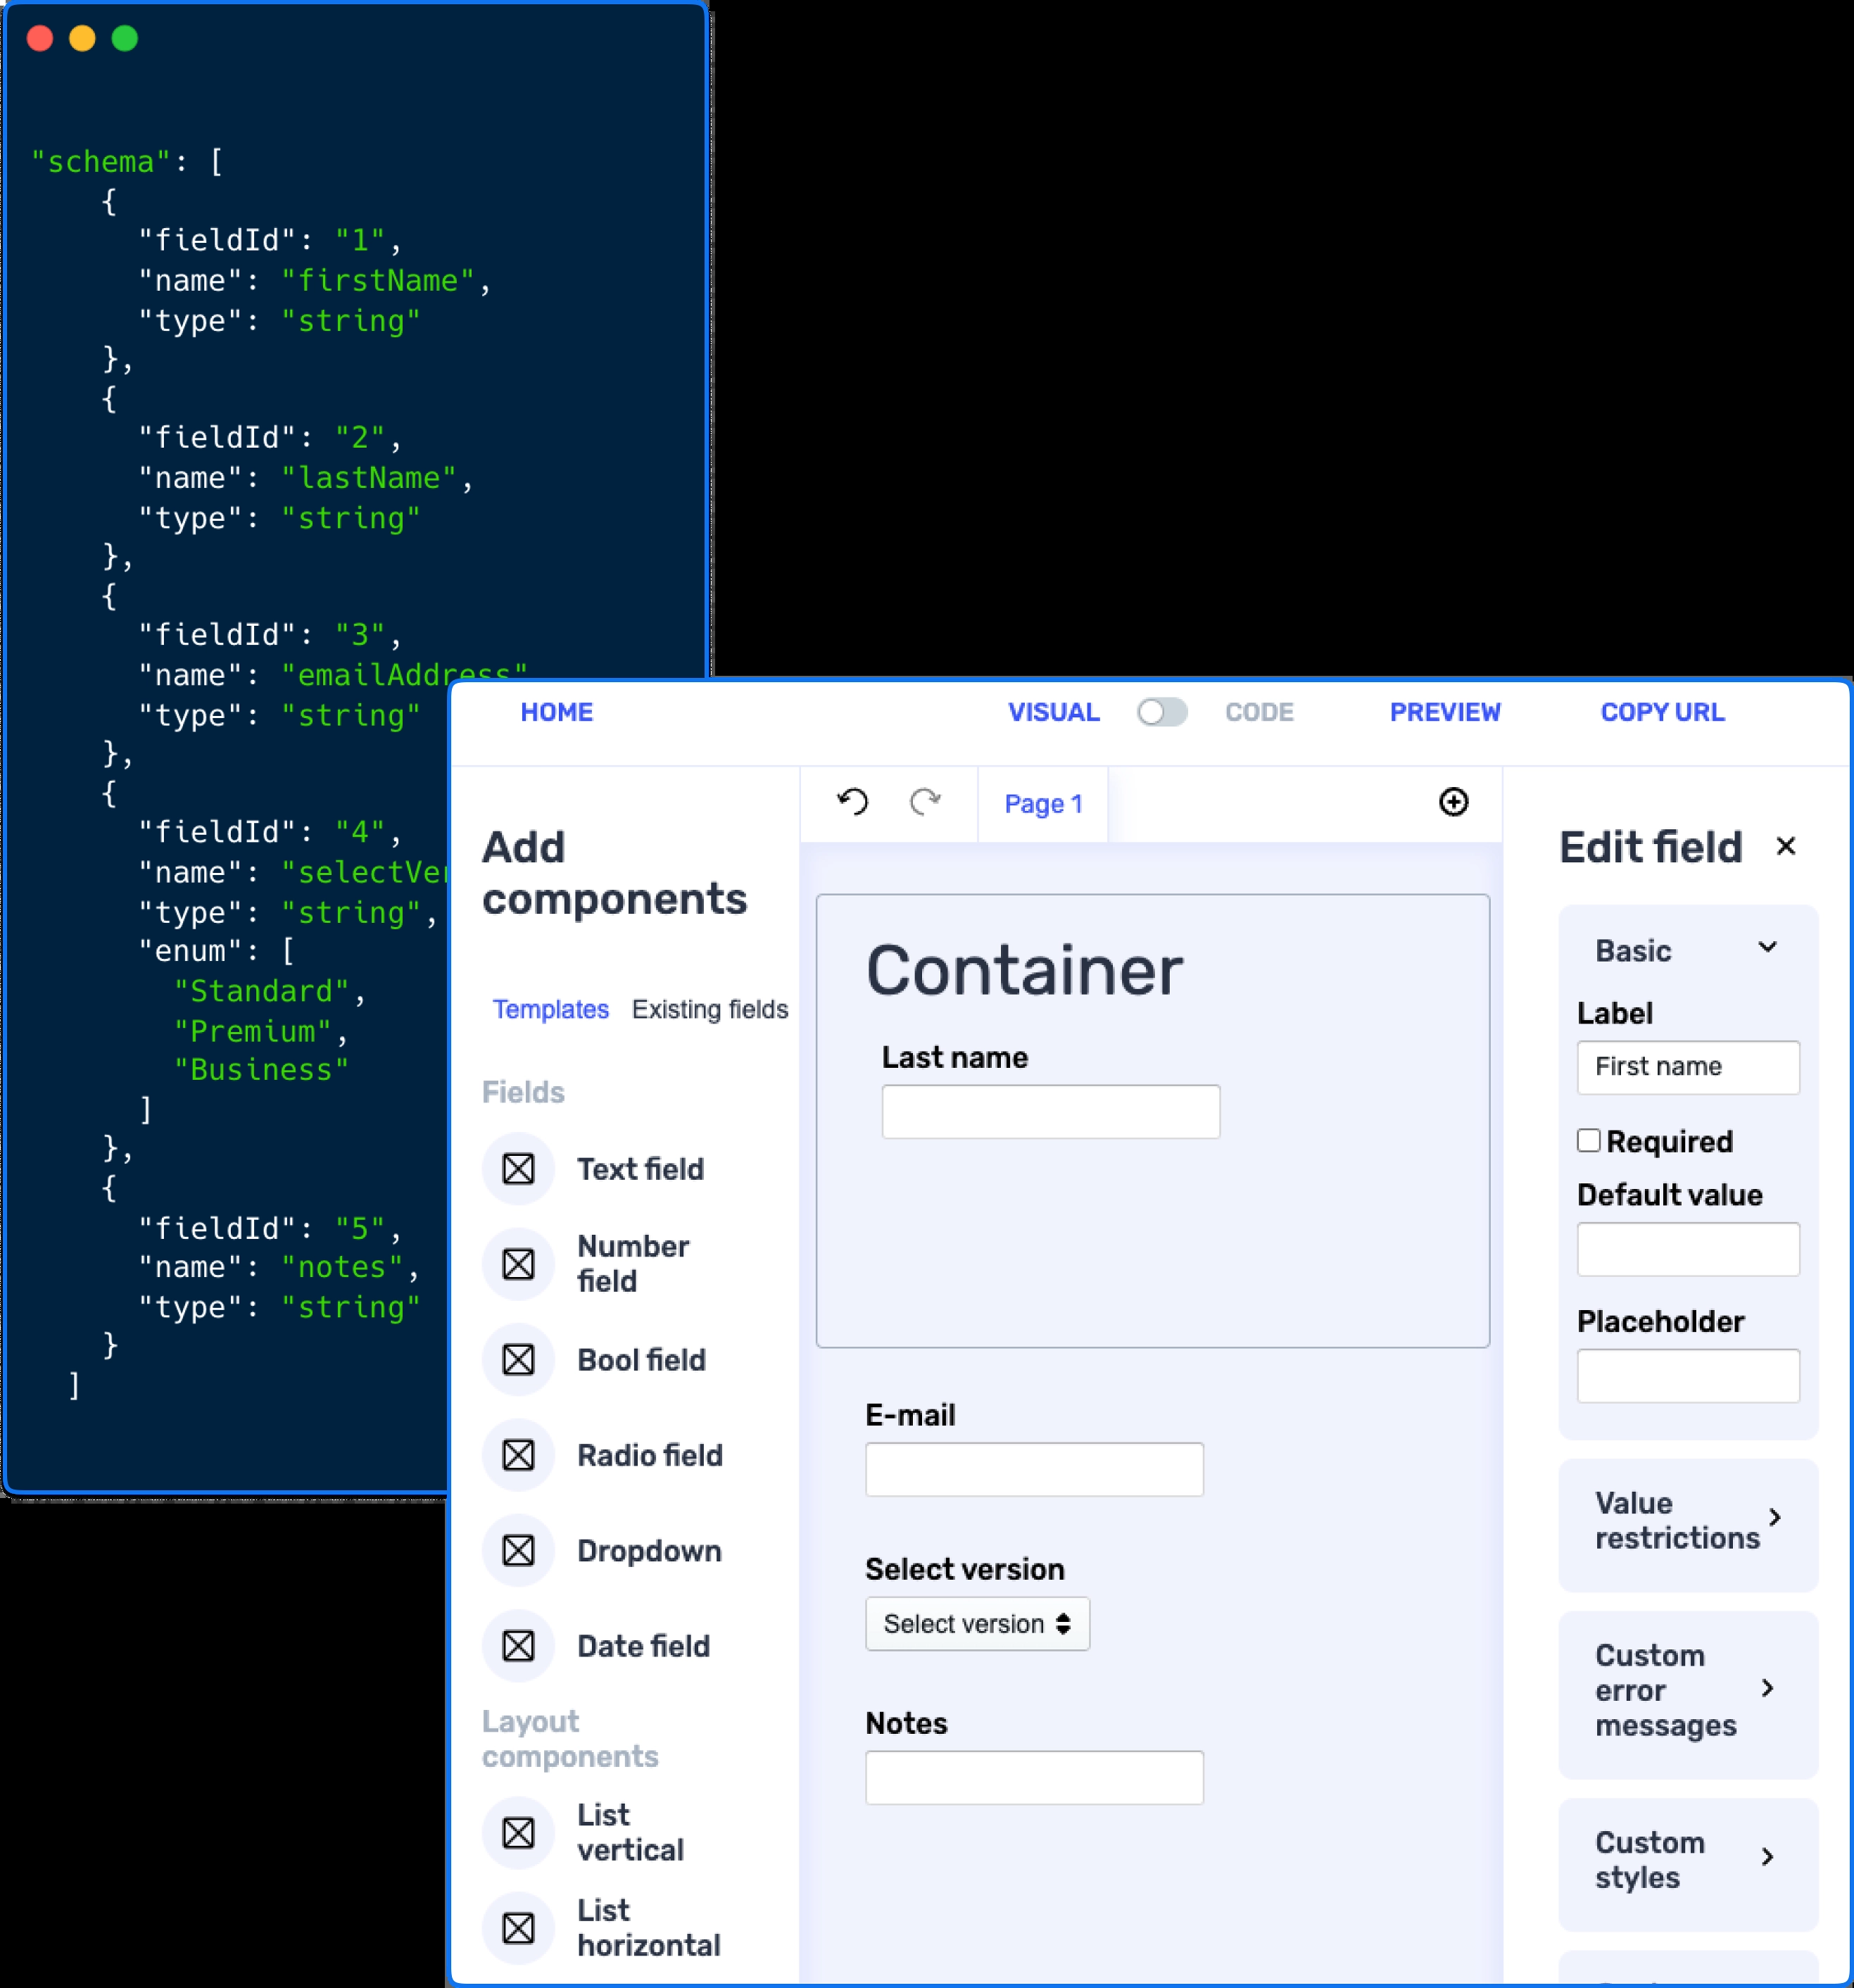 "schema": [
{
"fieldId": "1",
"name": "firstName",
"type": "string"
},
{
"fieldId": "2",
"name": "lastName",
"type": "string"
},
{
"fieldId": "3",
"name": "emailAddress"
"type": "string"
},
{
"fieldId": "4",
"name": "selectVer
"type": "string",
"enum": [
"Standard",
"Premium",
"Business"
]
},
{
"fieldId": "5",
"name": "notes",
"type": "string"
}
]
HOME VISUAL CODE PREVIEW COPY URL
Add
components
Templates Existing fields
Fields
Text field
Number
field
Bool field
Radio field
Dropdown
Date field
Layout
components
List
vertical
List
horizontal
Page 1
Container
Last name
E-mail
Select version
Select version
Notes
Edit field
Basic
Label
First name
Required
Default value
Placeholder
Value
restrictions
Custom
error
messages
Custom
styles